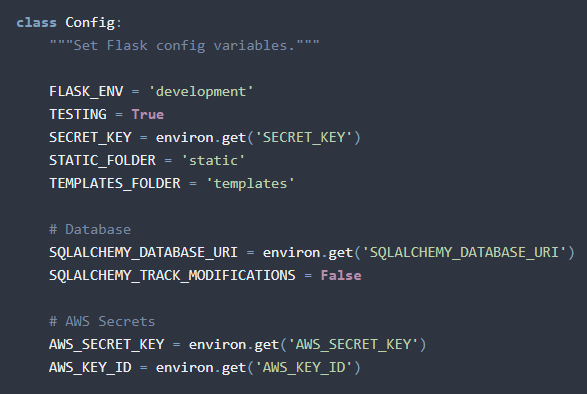 class Config:
    """Set Flask config variables."""

    FLASK_ENV = 'development'
    TESTING = True
    SECRET_KEY = environ.get('SECRET_KEY')
    STATIC_FOLDER = 'static'
    TEMPLATES_FOLDER = 'templates'

    # Database
    SQLALCHEMY_DATABASE_URI = environ.get('SQLALCHEMY_DATABASE_URI')
    SQLALCHEMY_TRACK_MODIFICATIONS = False

    # AWS Secrets
    AWS_SECRET_KEY = environ.get('AWS_SECRET_KEY')
    AWS_KEY_ID = environ.get('AWS_KEY_ID')